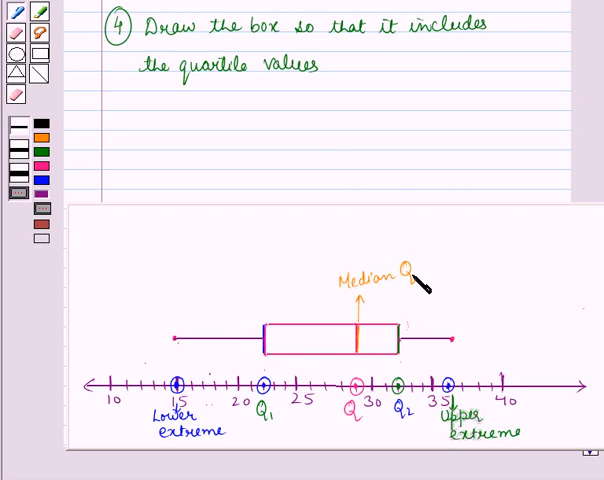 4 Draw the box so that it includes
the quartile values
Median Q
10 15 20 25 30 35 40
Lower Q1 Q Q2 Upper
extreme extreme